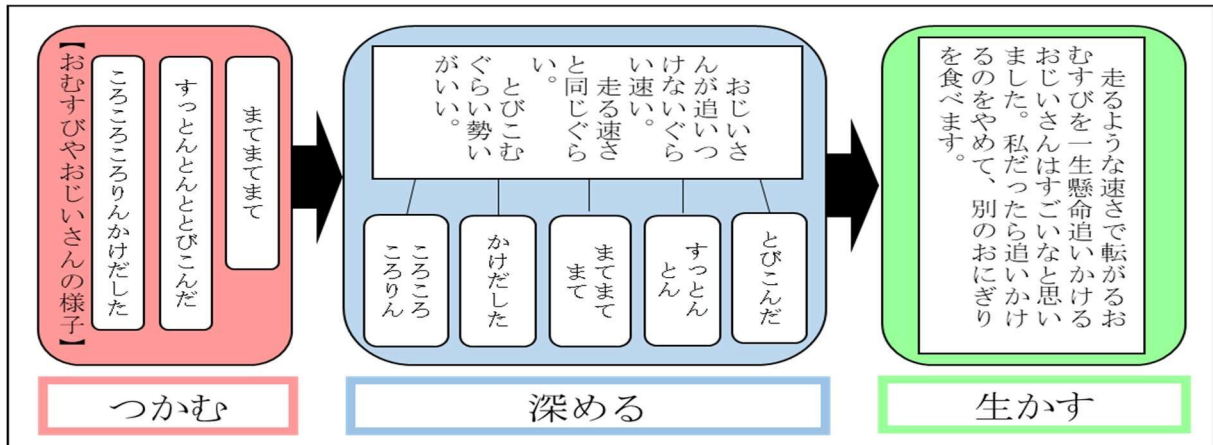 まてまてまて
すっとんとんととびこんだ
ころころころりんかけだした
【おむすびやおじいさんの様子】
つかむ
おじいさ
んが追いつ
けないぐら
い速い。
走る速さ
と同じぐら
い。
とびこむ
ぐらい勢い
がいい。
とびこんだ
すっとん
とん
まてまて
まて
かけだした
ころころ
ころりん
深める
走るような速さで転がるお
むすびを一生懸命追いかける
おじいさんはすごいなと思い
ました。私だったら追いかけ
るのをやめて、別のおにぎり
を食べます。
生かす